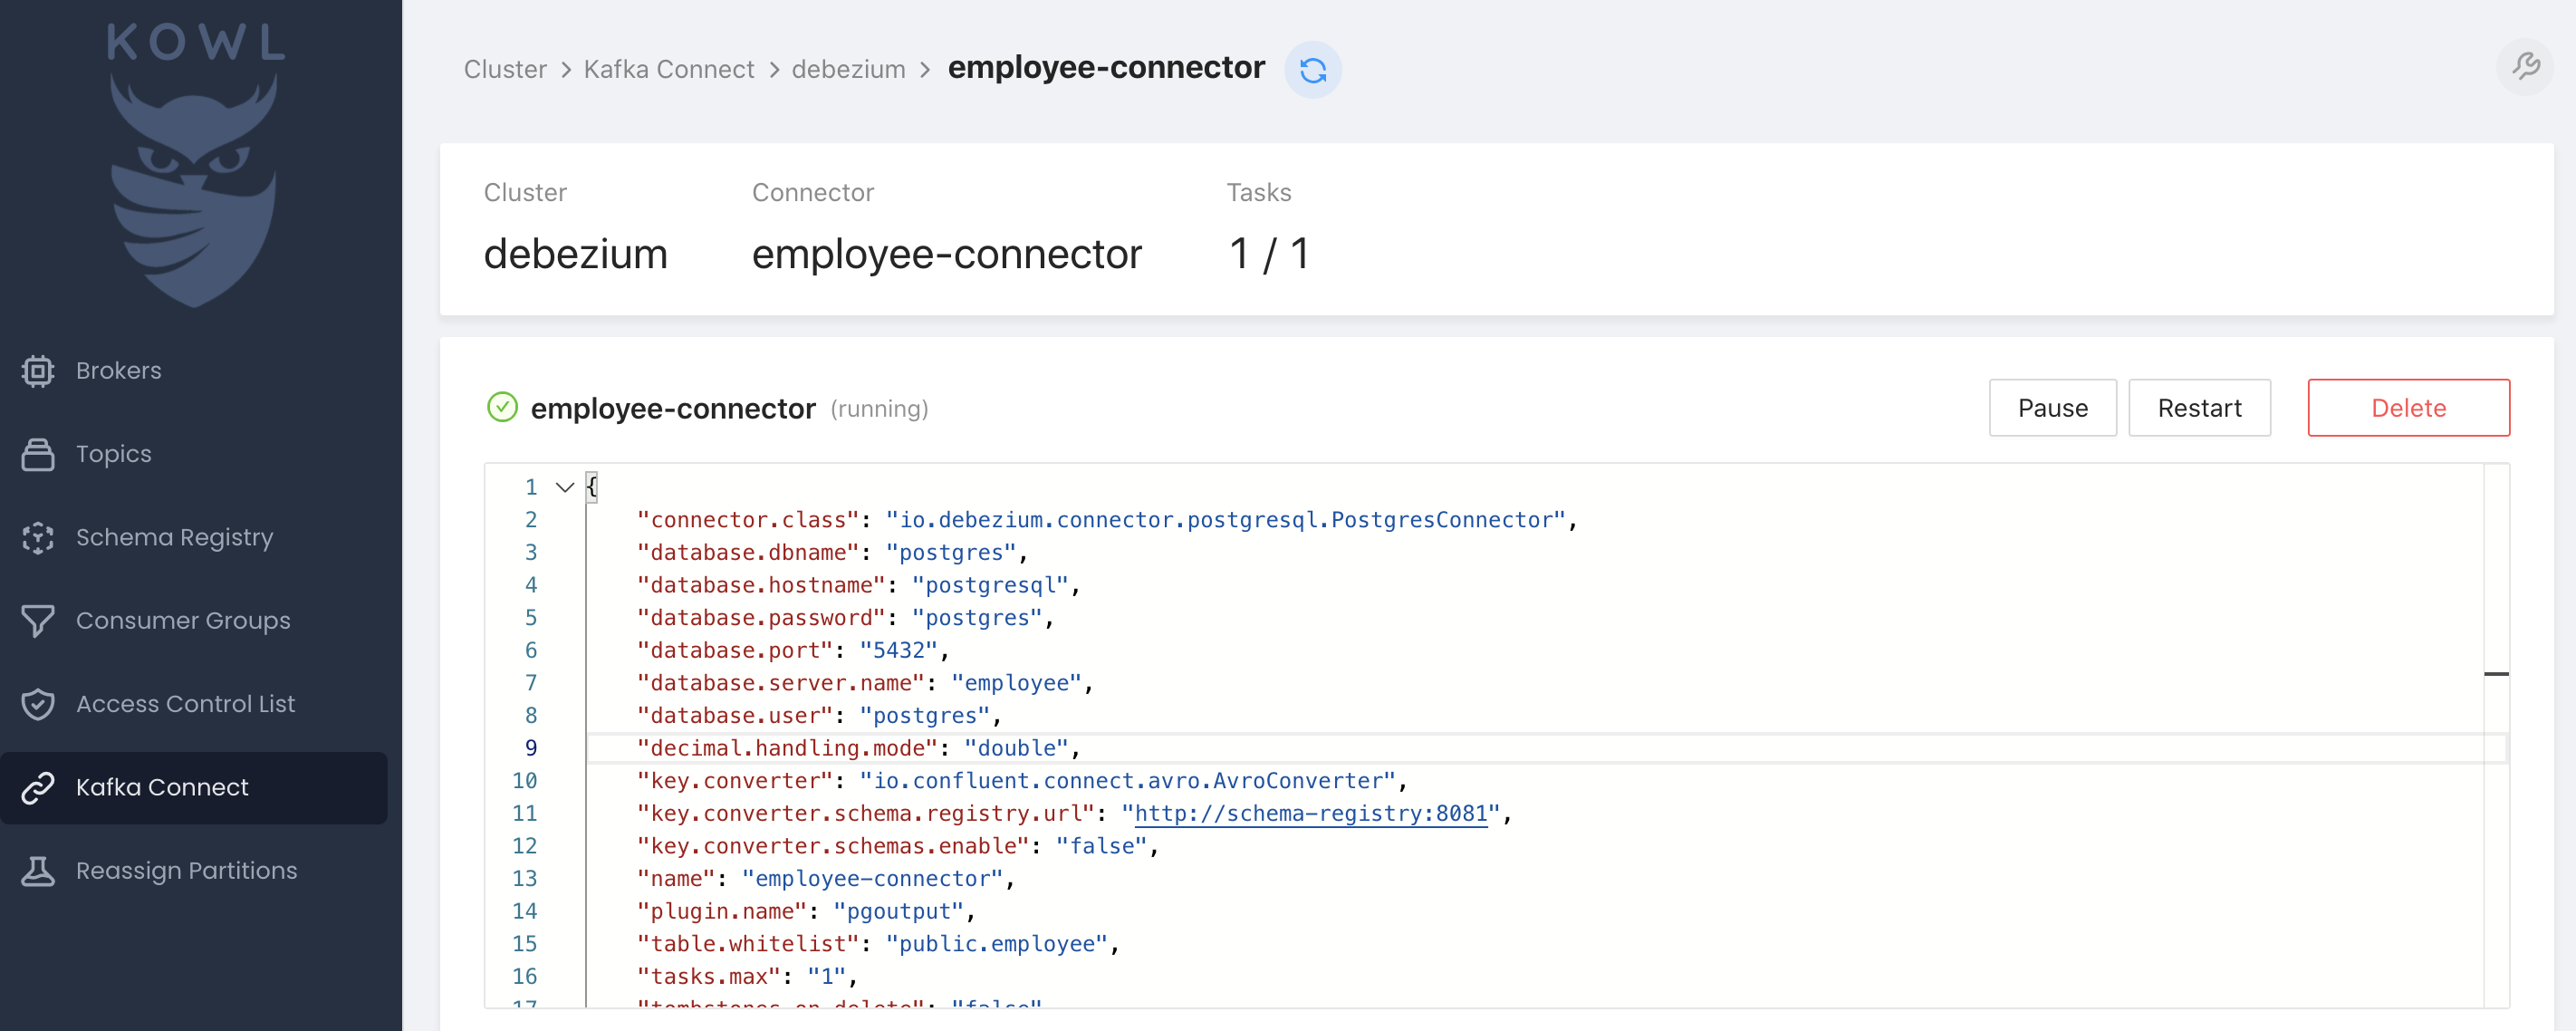 KOWL
Brokers
Topics
Schema Registry
Consumer Groups
Access Control List
Kafka Connect
Reassign Partitions
Cluster > Kafka Connect > debezium > employee-connector
Cluster Connector Tasks
debezium employee-connector 1 / 1
employee-connector (running) Pause Restart Delete
1 {
2 "connector.class": "io.debezium.connector.postgresql.PostgresConnector",
3 "database.dbname": "postgres",
4 "database.hostname": "postgresql",
5 "database.password": "postgres",
6 "database.port": "5432",
7 "database.server.name": "employee",
8 "database.user": "postgres",
9 "decimal.handling.mode": "double",
10 "key.converter": "io.confluent.connect.avro.AvroConverter",
11 "key.converter.schema.registry.url": "http://schema-registry:8081",
12 "key.converter.schemas.enable": "false",
13 "name": "employee-connector",
14 "plugin.name": "pgoutput",
15 "table.whitelist": "public.employee",
16 "tasks.max": "1",
17 "tombstones.on.delete": "false"